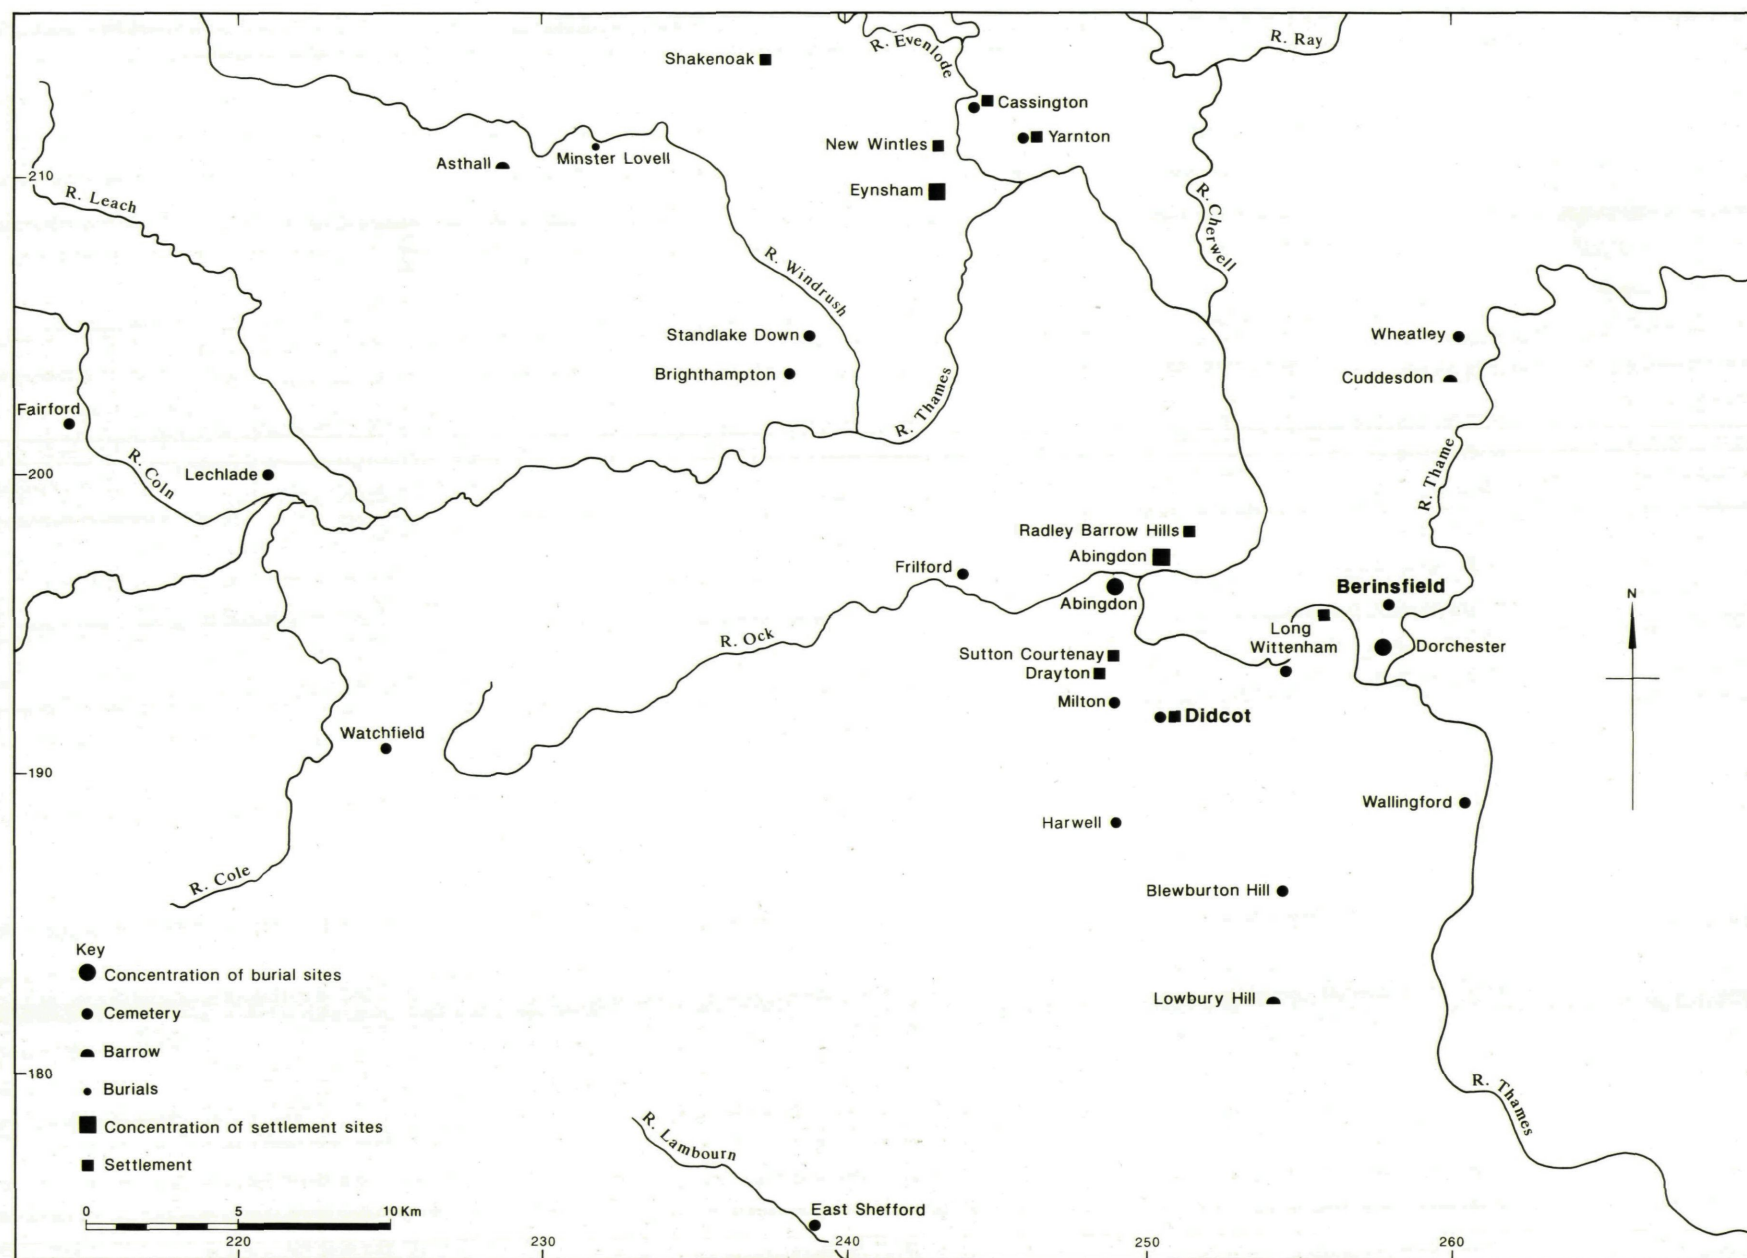 R. Ray
R. Evenlode
Shakenoak
Cassington
Yarnton
New Wintles
Minster Lovell
Asthall
210
Eynsham
R. Leach
R. Cherwell
R. Windrush
Standlake Down
Wheatley
Brighthampton
Cuddesdon
R. Thames
Fairford
R. Thame
R. Coln
Lechlade
200
Radley Barrow Hills
Abingdon
Frilford
Berinsfield
Abingdon
N
R. Ock
Long
Wittenham
Dorchester
Sutton Courtenay
Drayton
Milton
Didcot
Watchfield
190
Wallingford
Harwell
R. Cole
Blewburton Hill
Key
Concentration of burial sites
Lowbury Hill
Cemetery
Barrow
180
Burials
R. Thames
Concentration of settlement sites
R. Lambourn
Settlement
East Shefford
0 5 10 Km
220 230 240 250 260